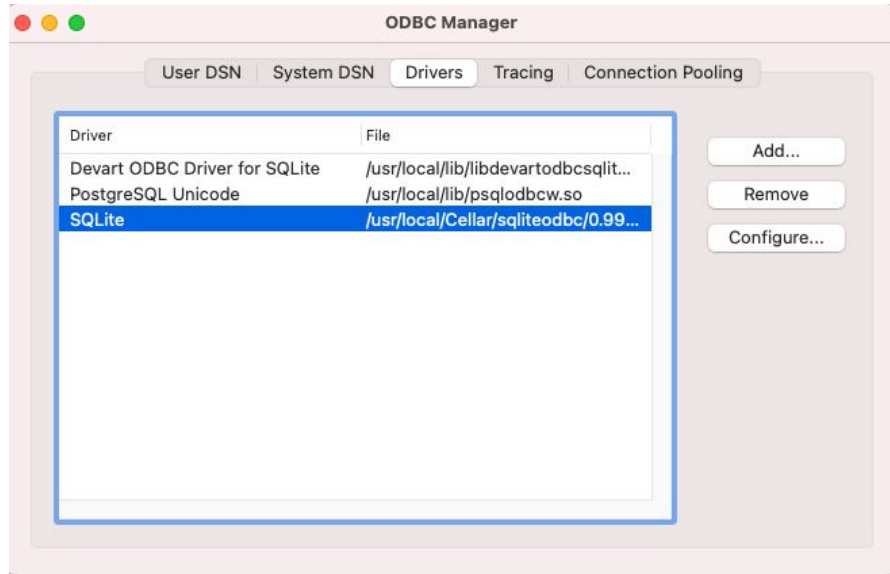 ODBC Manager
User DSN System DSN Drivers Tracing Connection Pooling
Driver File
Devart ODBC Driver for SQLite /usr/local/lib/libdevartodbcsqlit...
PostgreSQL Unicode /usr/local/lib/psqlodbcw.so
SQLite /usr/local/Cellar/sqliteodbc/0.99...
Add...
Remove
Configure...